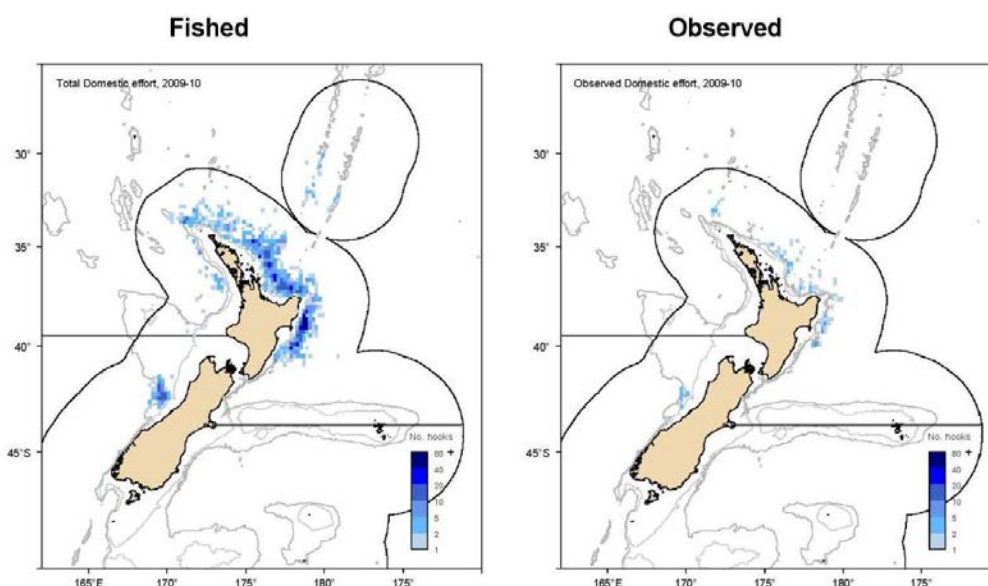 Fished
Observed
Total Domestic effort, 2009-10
30°
35°
40°
45°S
165°E
170°
175°
180°
175°
No. hooks
80 +
40
20
10
5
2
1
Observed Domestic effort, 2009-10
30°
35°
40°
45°S
165°E
170°
175°
180°
175°
No. hooks
80 +
40
20
10
5
2
1